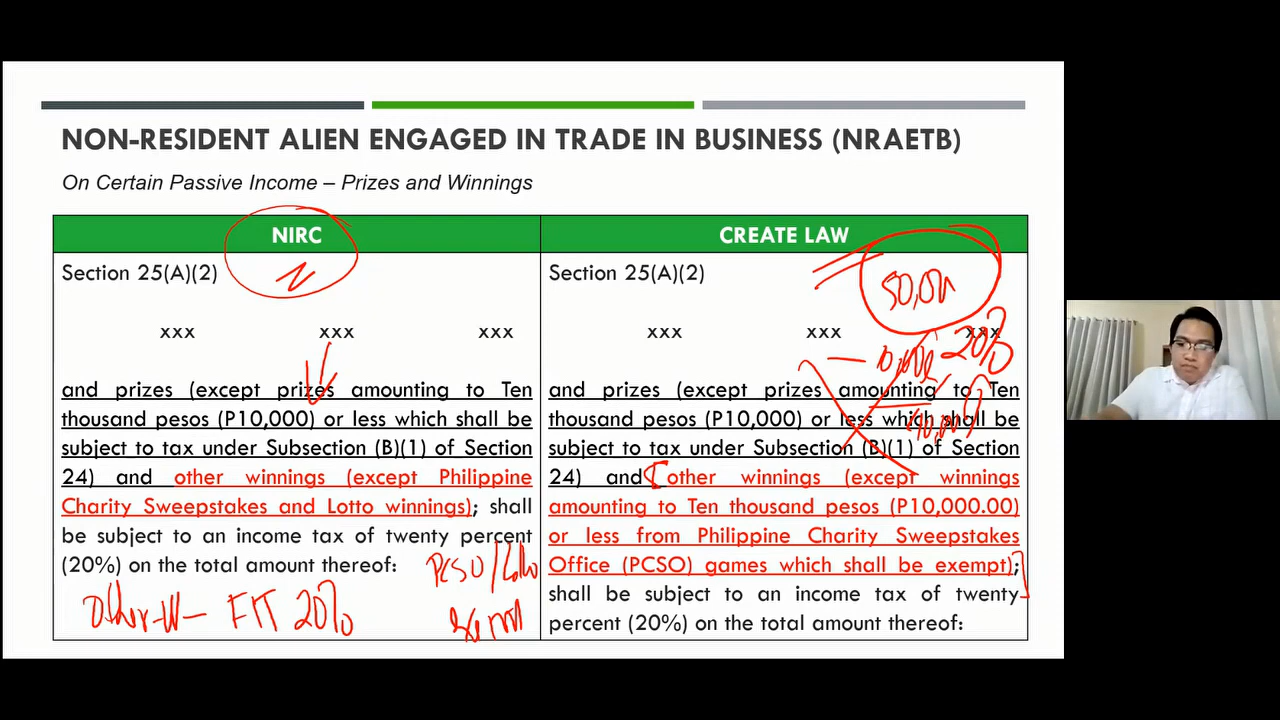 NON-RESIDENT ALIEN ENGAGED IN TRADE IN BUSINESS (NRAETB)
On Certain Passive Income – Prizes and Winnings
NIRC
Section 25(A)(2)
xxx xxx xxx
and prizes (except prizes amounting to Ten
thousand pesos (P10,000) or less which shall be
subject to tax under Subsection (B)(1) of Section
24) and other winnings (except Philippine
Charity Sweepstakes and Lotto winnings); shall
be subject to an income tax of twenty percent
(20%) on the total amount thereof:
PCSO/Lotto
Other-W- FIT 20%
CREATE LAW
Section 25(A)(2)
50,000
xxx xxx xxx
- 10,000 20%
40,000
and prizes (except prizes amounting to Ten
thousand pesos (P10,000) or less which shall be
subject to tax under Subsection (B)(1) of Section
24) and other winnings (except winnings
amounting to Ten thousand pesos (P10,000.00)
or less from Philippine Charity Sweepstakes
Office (PCSO) games which shall be exempt);
shall be subject to an income tax of twenty
percent (20%) on the total amount thereof: